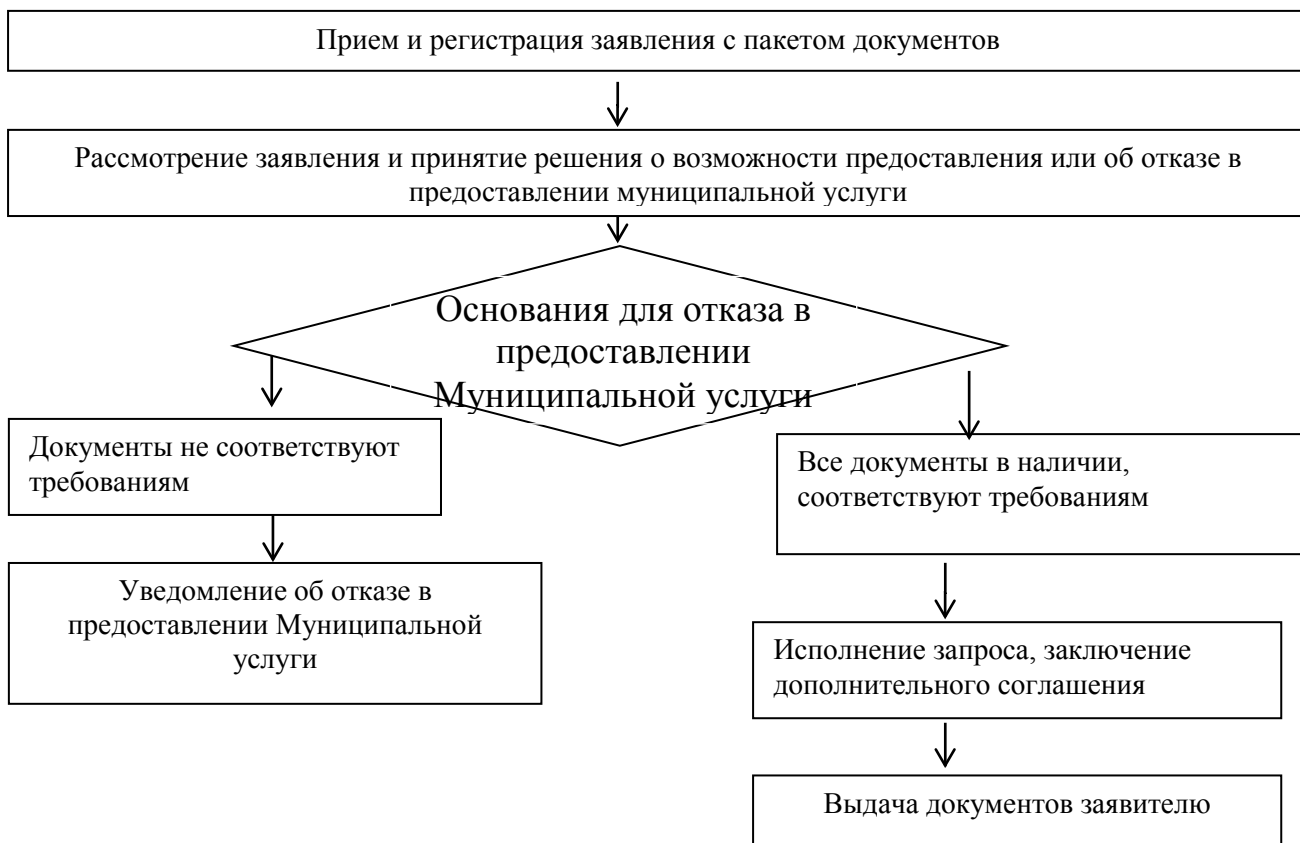 Прием и регистрация заявления с пакетом документов
Рассмотрение заявления и принятие решения о возможности предоставления или об отказе в
предоставлении муниципальной услуги
Основания для отказа в
предоставлении
Муниципальной услуги
Документы не соответствуют
требованиям
Все документы в наличии,
соответствуют требованиям
Уведомление об отказе в
предоставлении Муниципальной
услуги
Исполнение запроса, заключение
дополнительного соглашения
Выдача документов заявителю